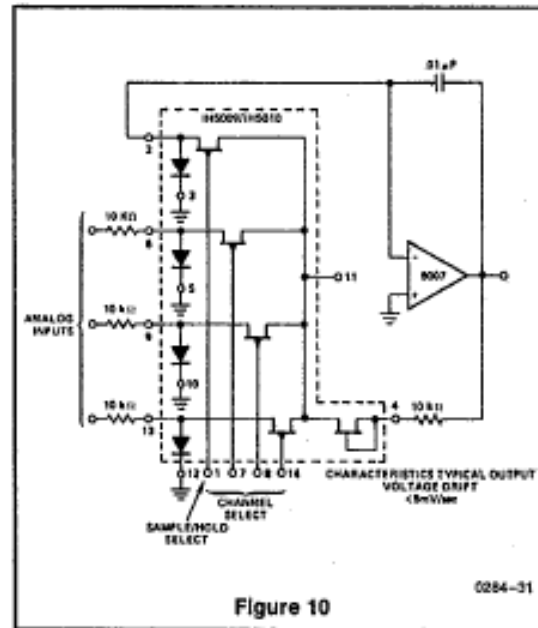 .01 µF
IH5009/IH5010
2
3
10 KΩ
6
5
11
5007
ANALOG
INPUTS
10 kΩ
9
10
10 kΩ
13
4
10 kΩ
12
1
7
8
16
CHARACTERISTICS TYPICAL OUTPUT
VOLTAGE DRIFT
<5mV/sec
CHANNEL
SELECT
SAMPLE/HOLD
SELECT
0284-31
Figure 10